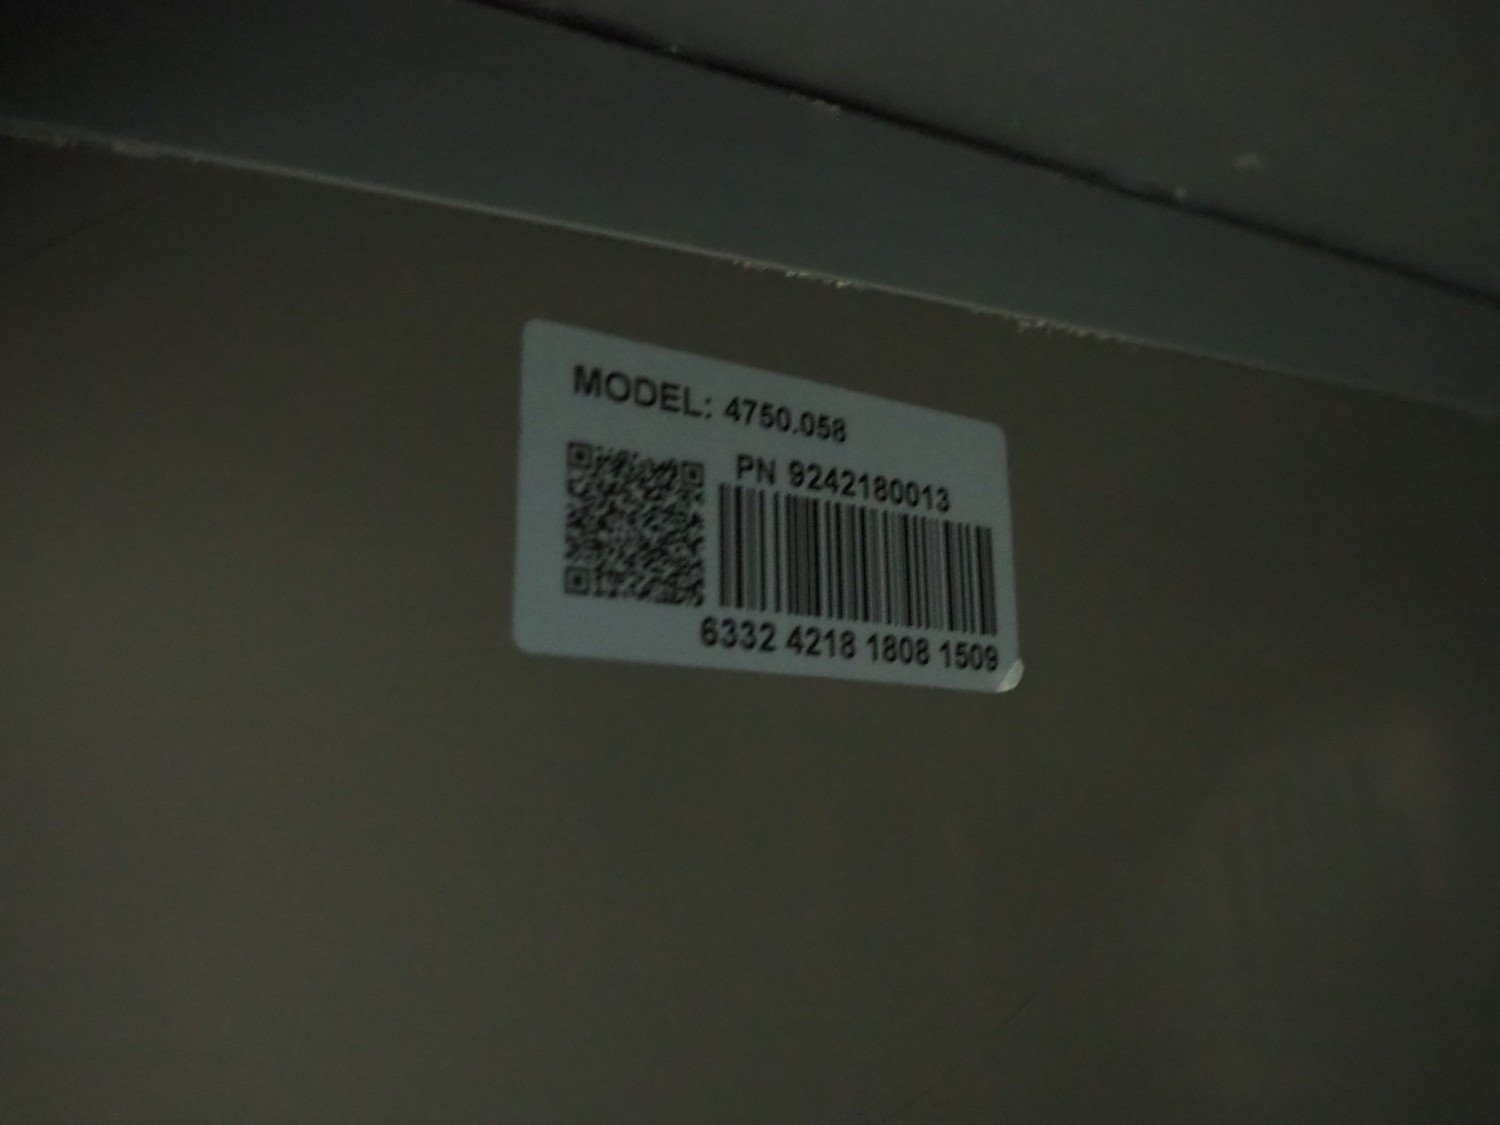 MODEL: 4750.058
PN 9242180013
6332 4218 1808 1509